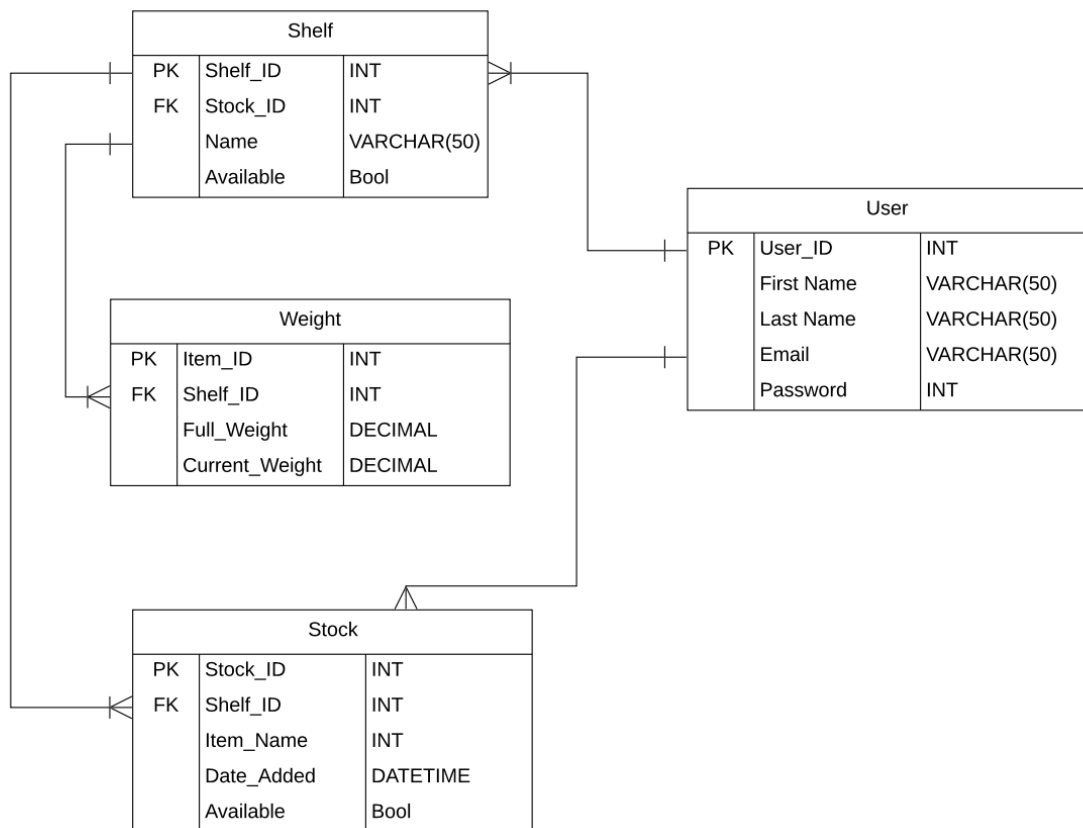 Shelf
PK Shelf_ID INT
FK Stock_ID INT
Name VARCHAR(50)
Available Bool
User
PK User_ID INT
First Name VARCHAR(50)
Last Name VARCHAR(50)
Email VARCHAR(50)
Password INT
Weight
PK Item_ID INT
FK Shelf_ID INT
Full_Weight DECIMAL
Current_Weight DECIMAL
Stock
PK Stock_ID INT
FK Shelf_ID INT
Item_Name INT
Date_Added DATETIME
Available Bool